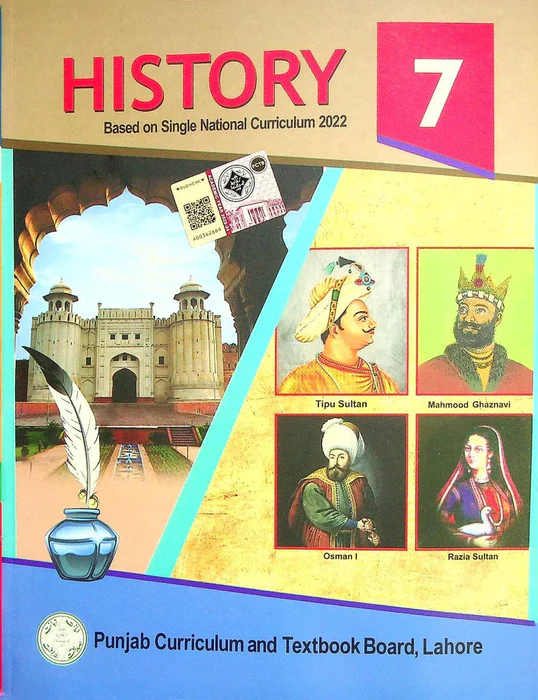 HISTORY
7
Based on Single National Curriculum 2022
PCTB
Tipu Sultan
Mahmood Ghaznavi
Osman I
Razia Sultan
Punjab Curriculum and Textbook Board, Lahore